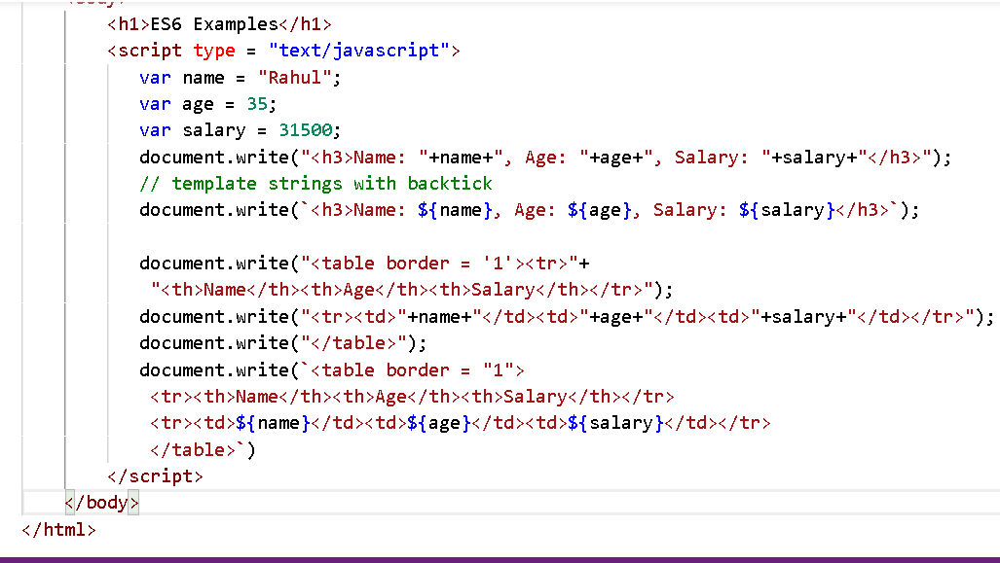 <body>
<h1>ES6 Examples</h1>
<script type = "text/javascript">
var name = "Rahul";
var age = 35;
var salary = 31500;
document.write("<h3>Name: "+name+", Age: "+age+", Salary: "+salary+"</h3>");
// template strings with backtick
document.write(`<h3>Name: ${name}, Age: ${age}, Salary: ${salary}</h3>`);
document.write("<table border = '1'><tr>"+
"<th>Name</th><th>Age</th><th>Salary</th></tr>");
document.write("<tr><td>"+name+"</td><td>"+age+"</td><td>"+salary+"</td></tr>");
document.write("</table>");
document.write(`<table border = "1">
<tr><th>Name</th><th>Age</th><th>Salary</th></tr>
<tr><td>${name}</td><td>${age}</td><td>${salary}</td></tr>
</table>`)
</script>
</body>
</html>